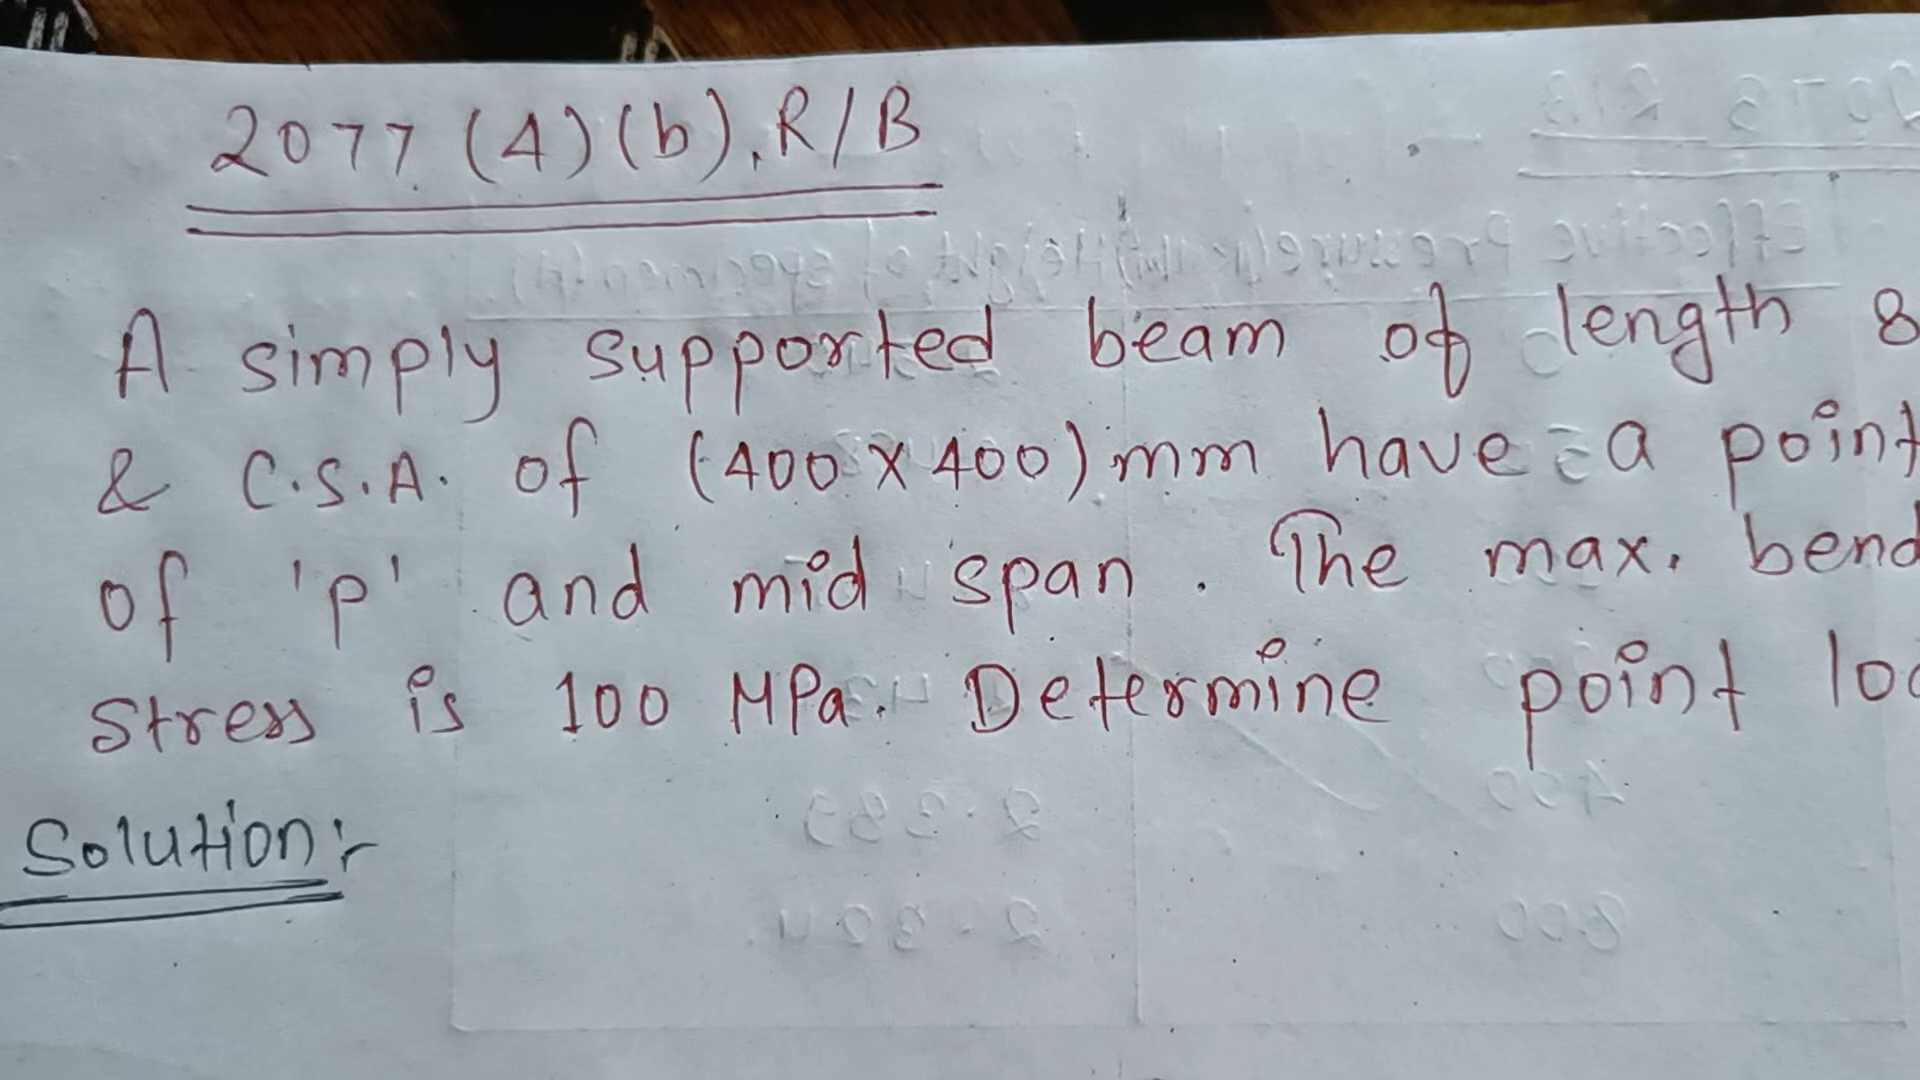 2077 (4)(b), R/B
A simply supported beam of length 8
& C.S.A. of (400 x 400) mm have a point
of 'p' and mid span. The max. bend
stress is 100 MPa. Determine point loa
Solution:-